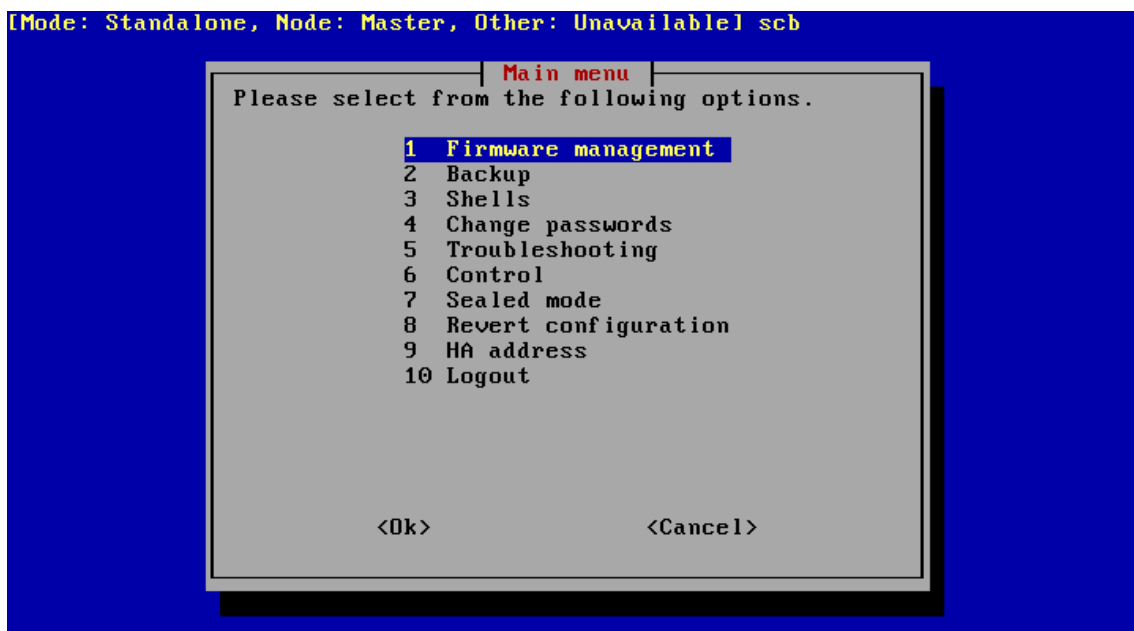 [Mode: Standalone, Node: Master, Other: Unavailable] scb
Main menu
Please select from the following options.
1 Firmware management
2 Backup
3 Shells
4 Change passwords
5 Troubleshooting
6 Control
7 Sealed mode
8 Revert configuration
9 HA address
10 Logout
<Ok> <Cancel>